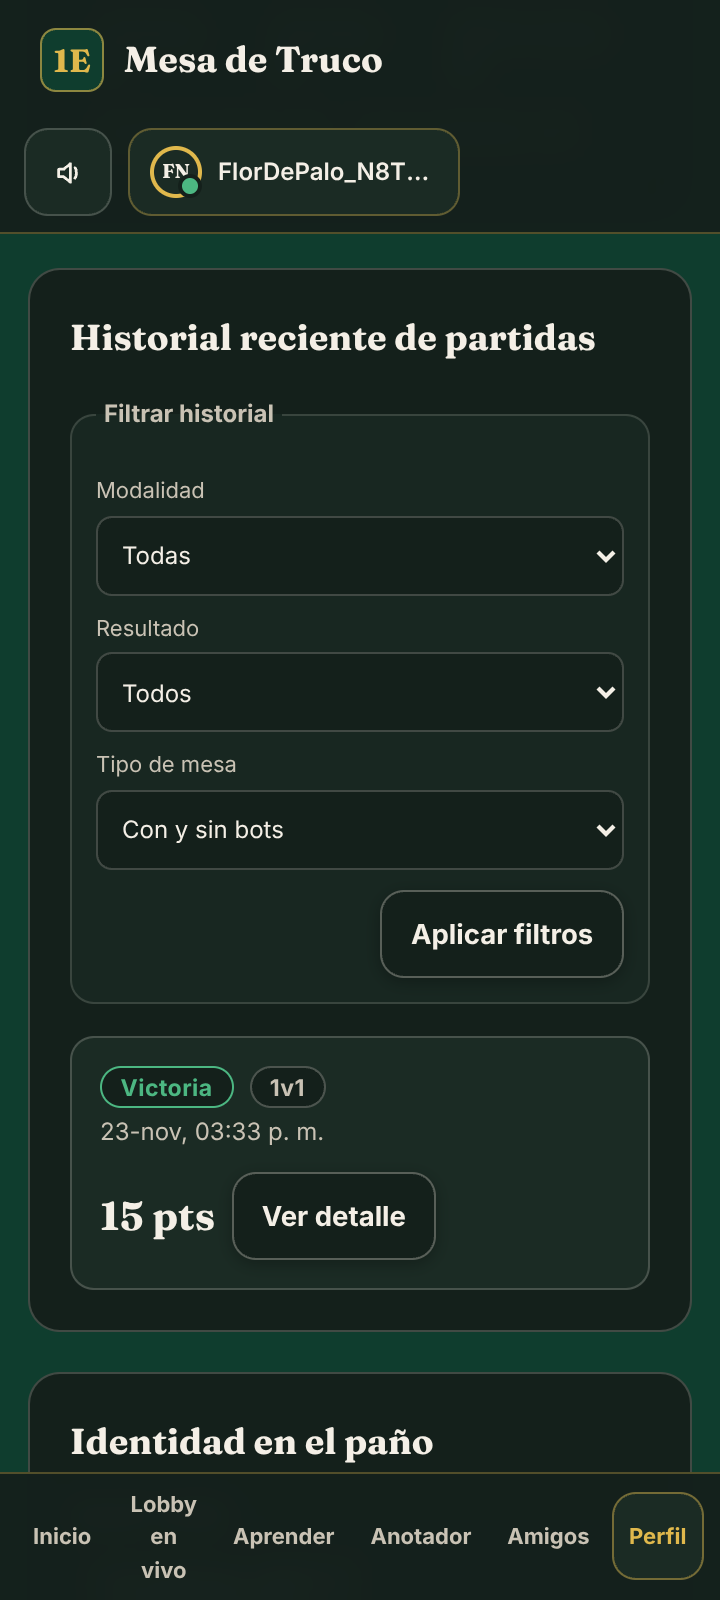 1E Mesa de Truco
FN FlorDePalo_N8T...
Historial reciente de partidas
Filtrar historial
Modalidad
Todas
Resultado
Todos
Tipo de mesa
Con y sin bots
Aplicar filtros
Victoria 1v1
23-nov, 03:33 p. m.
15 pts Ver detalle
Identidad en el paño
Inicio
Lobby
en
vivo
Aprender
Anotador
Amigos
Perfil